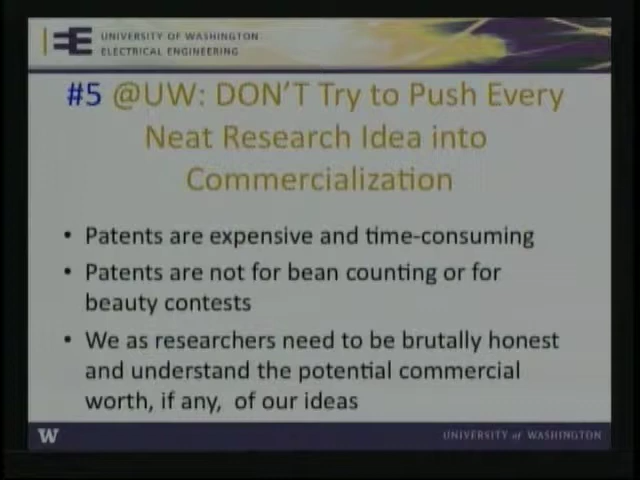 UNIVERSITY OF WASHINGTON
ELECTRICAL ENGINEERING
#5 @UW: DON'T Try to Push Every
Neat Research Idea into
Commercialization
• Patents are expensive and time-consuming
• Patents are not for bean counting or for
beauty contests
• We as researchers need to be brutally honest
and understand the potential commercial
worth, if any, of our ideas
W
UNIVERSITY of WASHINGTON